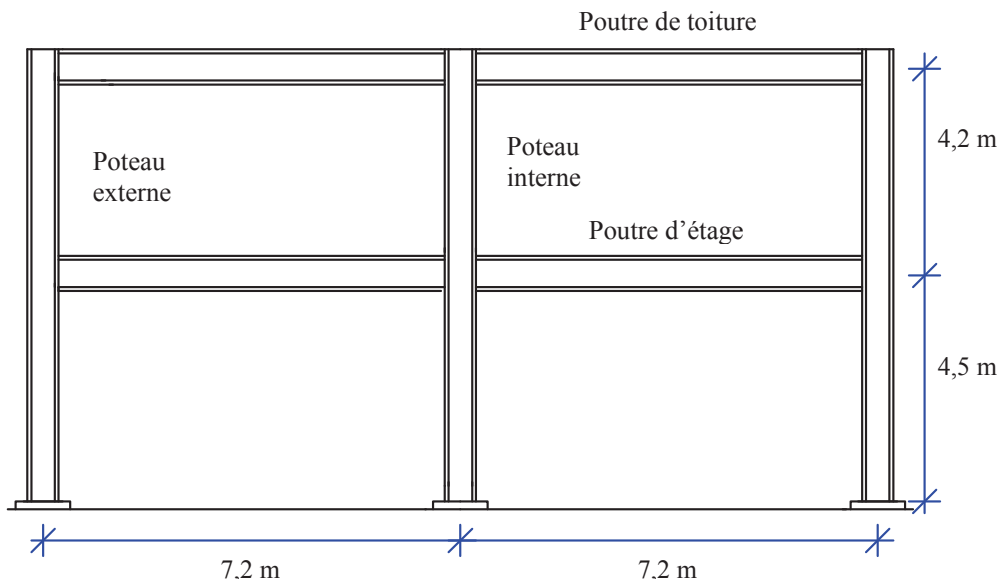 Poutre de toiture
4,2 m
Poteau
externe
Poteau
interne
Poutre d’étage
4,5 m
7,2 m
7,2 m